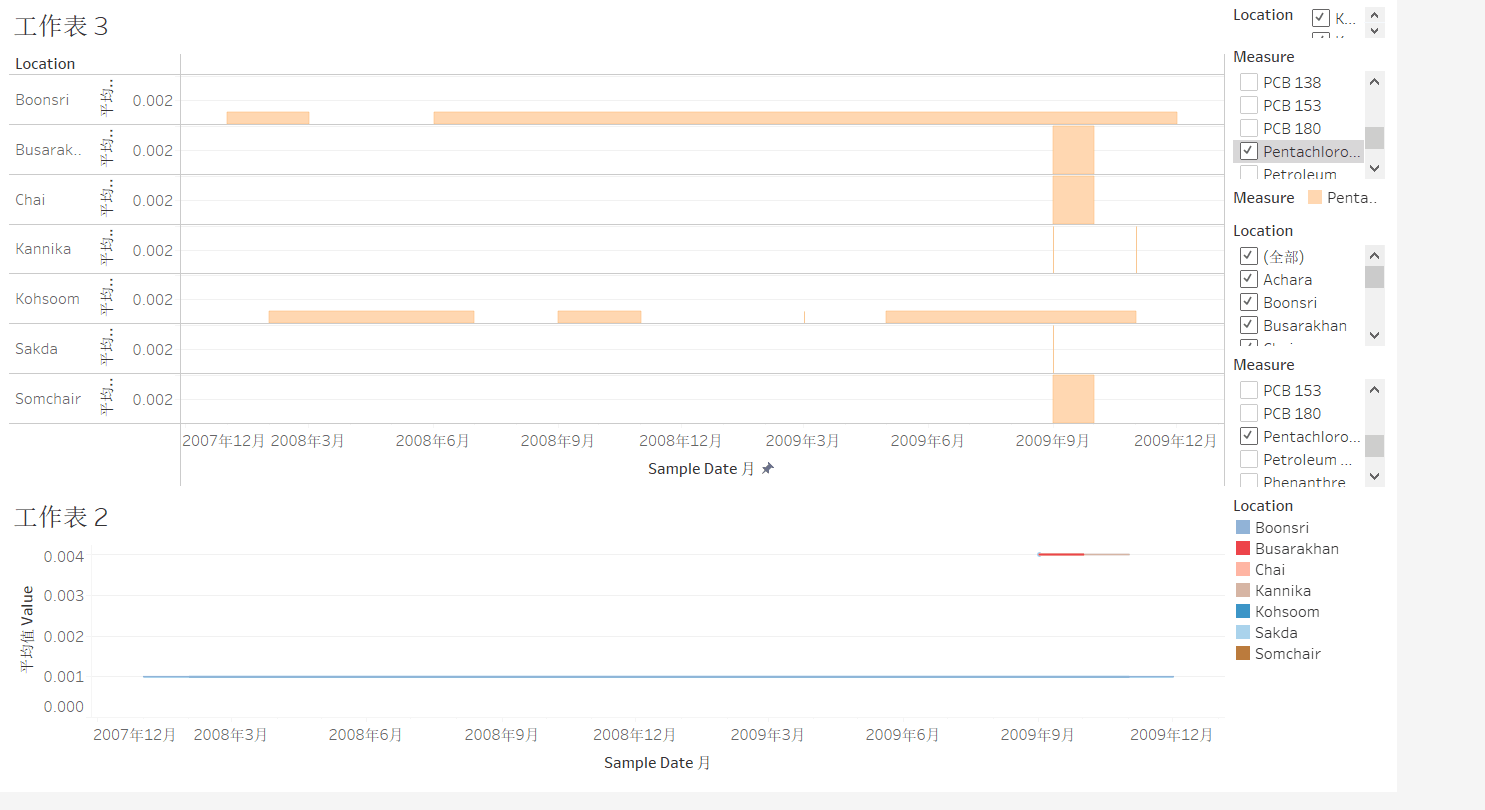 工作表 3
Location
Boonsri 平均.. 0.002
Busarak.. 平均.. 0.002
Chai 平均.. 0.002
Kannika 平均.. 0.002
Kohsoom 平均.. 0.002
Sakda 平均.. 0.002
Somchair 平均.. 0.002
2007年12月 2008年3月 2008年6月 2008年9月 2008年12月 2009年3月 2009年6月 2009年9月 2009年12月
Sample Date 月
Location
K...
Measure
PCB 138
PCB 153
PCB 180
Pentachloro...
Petroleum
Measure Penta..
Location
(全部)
Achara
Boonsri
Busarakhan
Measure
PCB 153
PCB 180
Pentachloro...
Petroleum ...
Phenanthre
工作表 2
平均值 Value
0.004
0.003
0.002
0.001
0.000
2007年12月 2008年3月 2008年6月 2008年9月 2008年12月 2009年3月 2009年6月 2009年9月 2009年12月
Sample Date 月
Location
Boonsri
Busarakhan
Chai
Kannika
Kohsoom
Sakda
Somchair